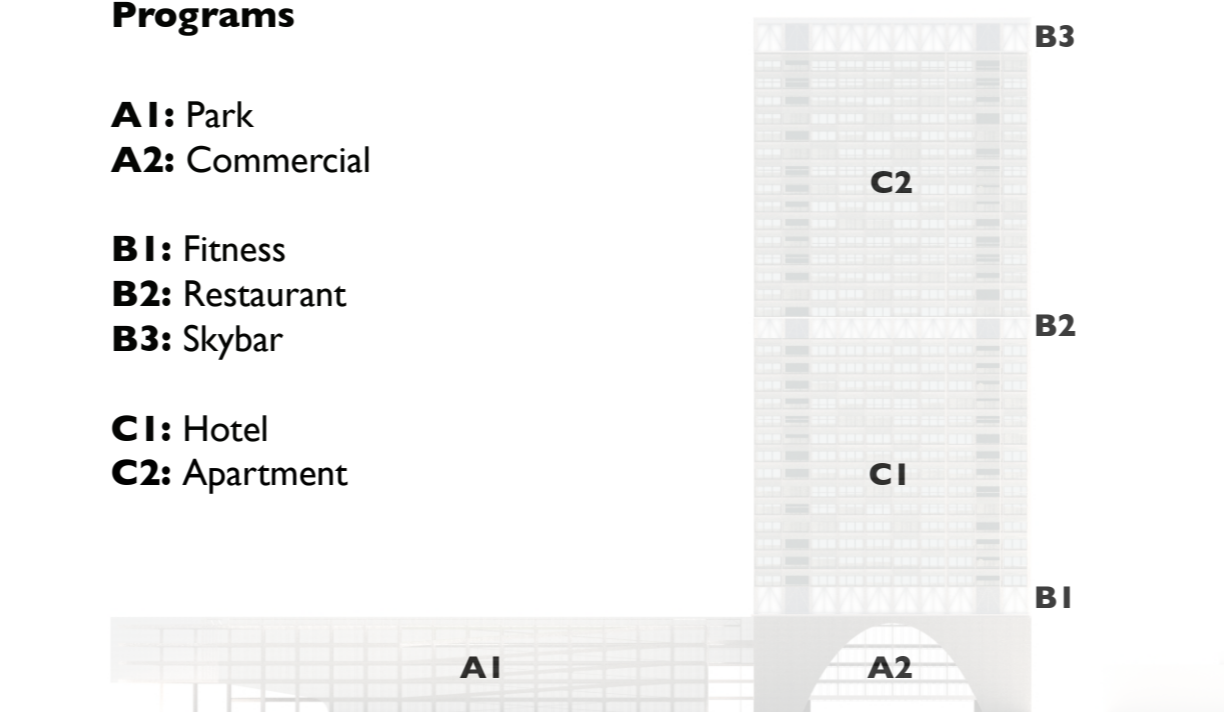 Programs
A1: Park
A2: Commercial
B1: Fitness
B2: Restaurant
B3: Skybar
C1: Hotel
C2: Apartment
B3
C2
B2
C1
B1
A1
A2